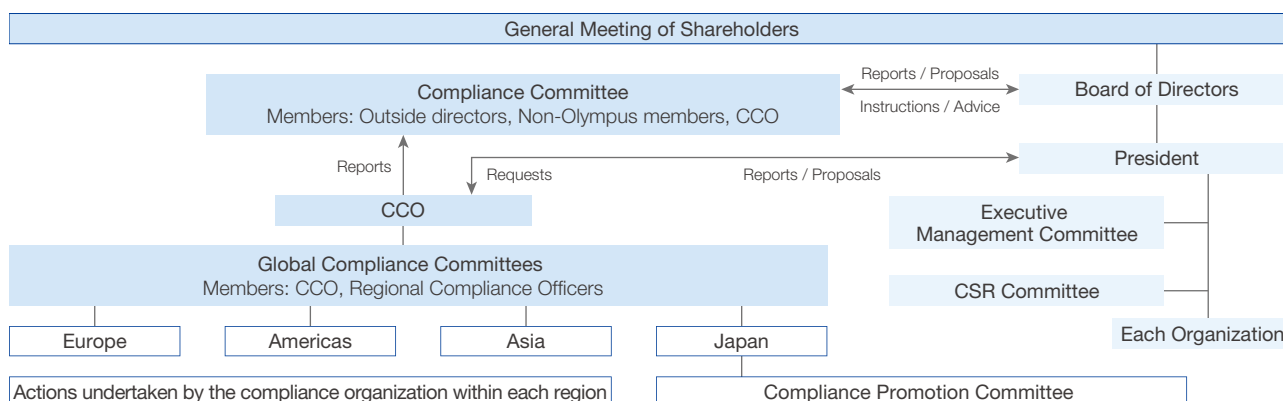 General Meeting of Shareholders
Compliance Committee
Members: Outside directors, Non-Olympus members, CCO
Reports / Proposals
Instructions / Advice
Board of Directors
Reports
Requests
Reports / Proposals
President
CCO
Executive
Management Committee
Global Compliance Committees
Members: CCO, Regional Compliance Officers
CSR Committee
Europe
Americas
Asia
Japan
Each Organization
Actions undertaken by the compliance organization within each region
Compliance Promotion Committee